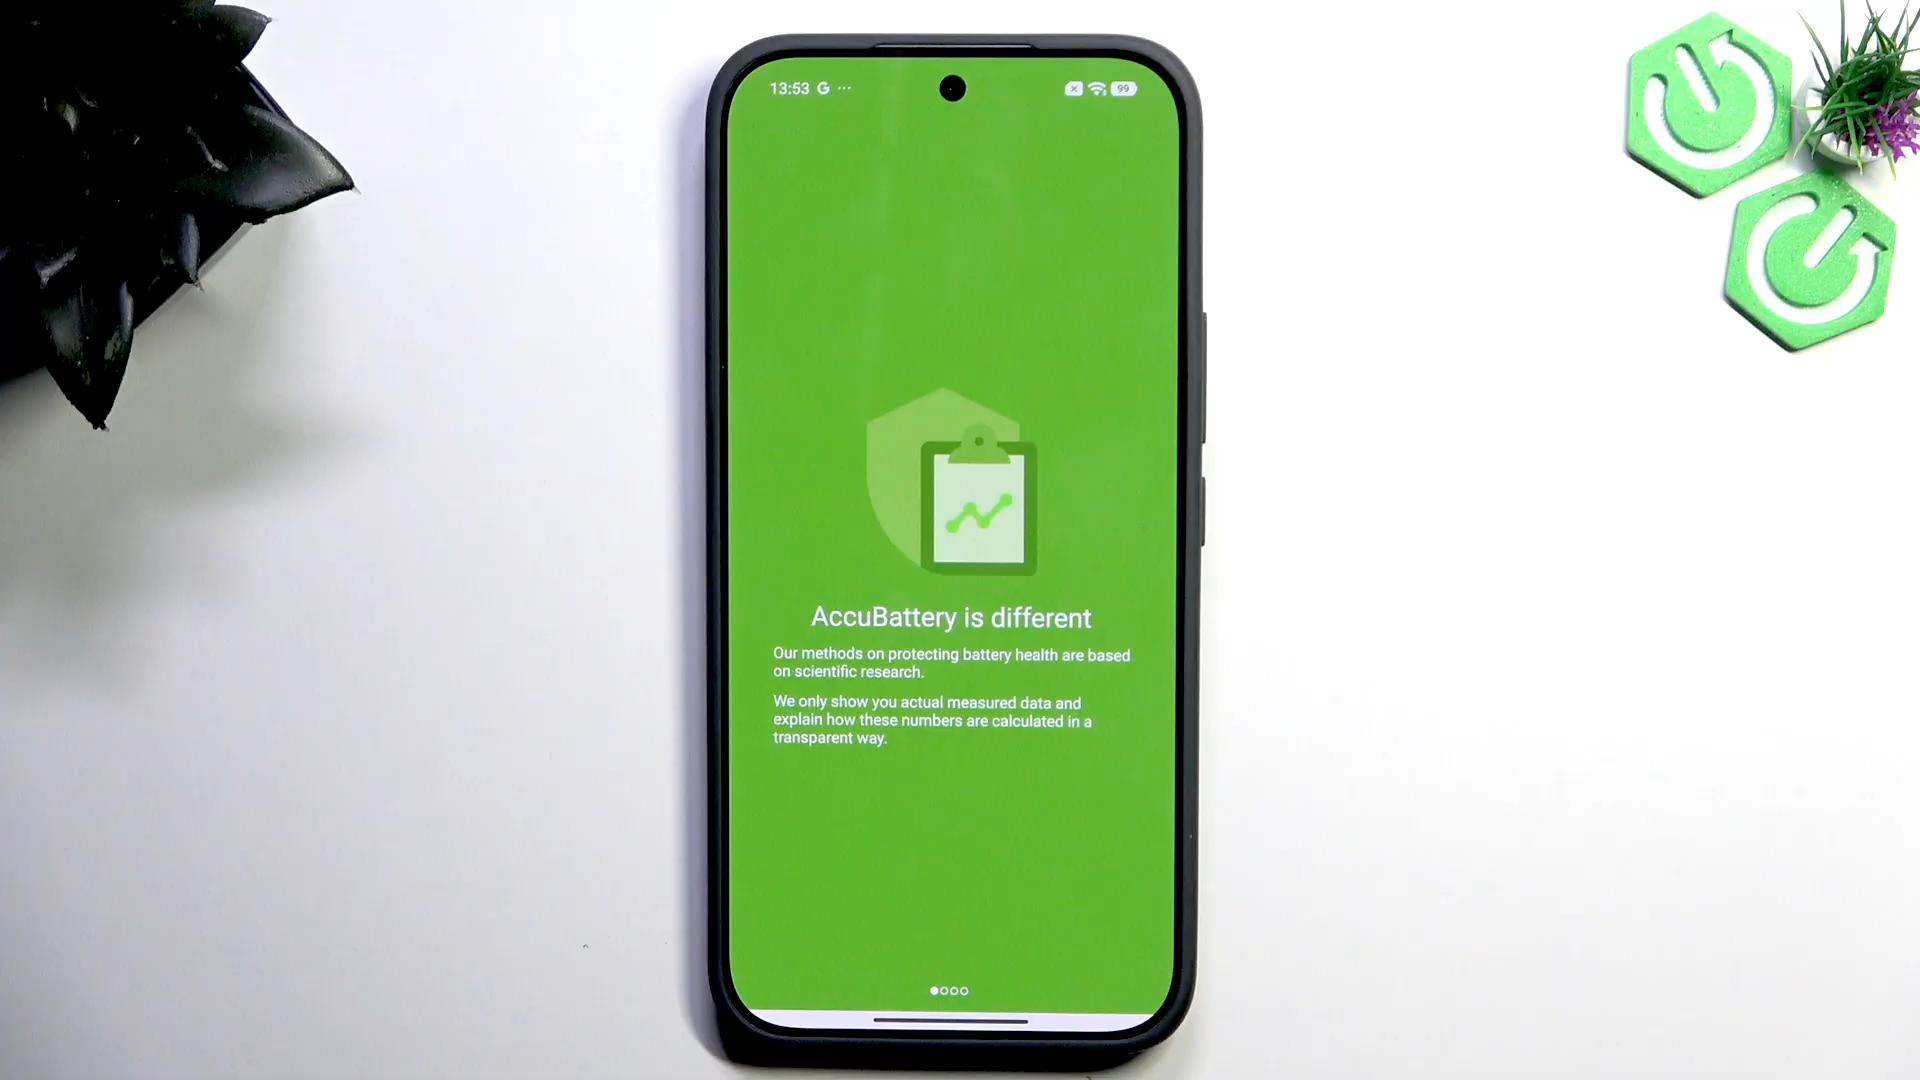 13:53 G ... 99
AccuBattery is different
Our methods on protecting battery health are based
on scientific research.
We only show you actual measured data and
explain how these numbers are calculated in a
transparent way.